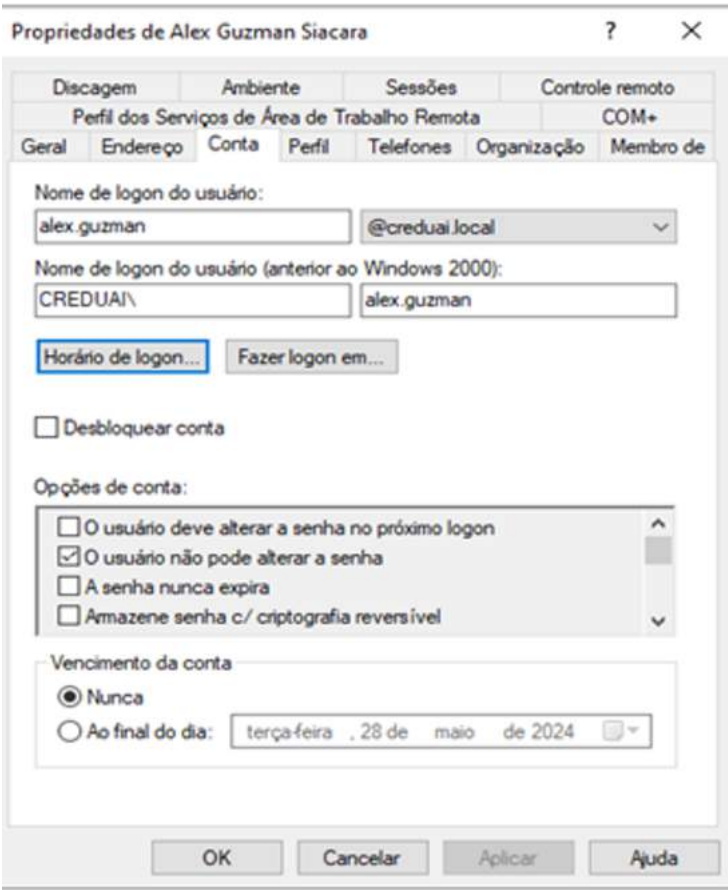 Propriedades de Alex Guzman Siacara
Discagem Ambiente Sessões Controle remoto
Perfil dos Serviços de Área de Trabalho Remota COM+
Geral Endereço Conta Perfil Telefones Organização Membro de
Nome de logon do usuário:
alex.guzman @creduai.local
Nome de logon do usuário (anterior ao Windows 2000):
CREDUAI\ alex.guzman
Horário de logon... Fazer logon em...
Desbloquear conta
Opções de conta:
O usuário deve alterar a senha no próximo logon
O usuário não pode alterar a senha
A senha nunca expira
Armazene senha c/ criptografia reversível
Vencimento da conta
Nunca
Ao final do dia: terça-feira , 28 de maio de 2024
OK Cancelar Aplicar Ajuda